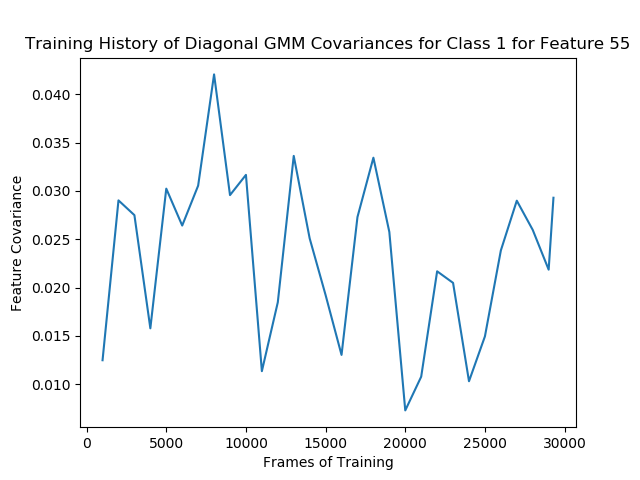 Training History of Diagonal GMM Covariances for Class 1 for Feature 55
0.040
0.035
0.030
0.025
0.020
0.015
0.010
Feature Covariance
0 5000 10000 15000 20000 25000 30000
Frames of Training